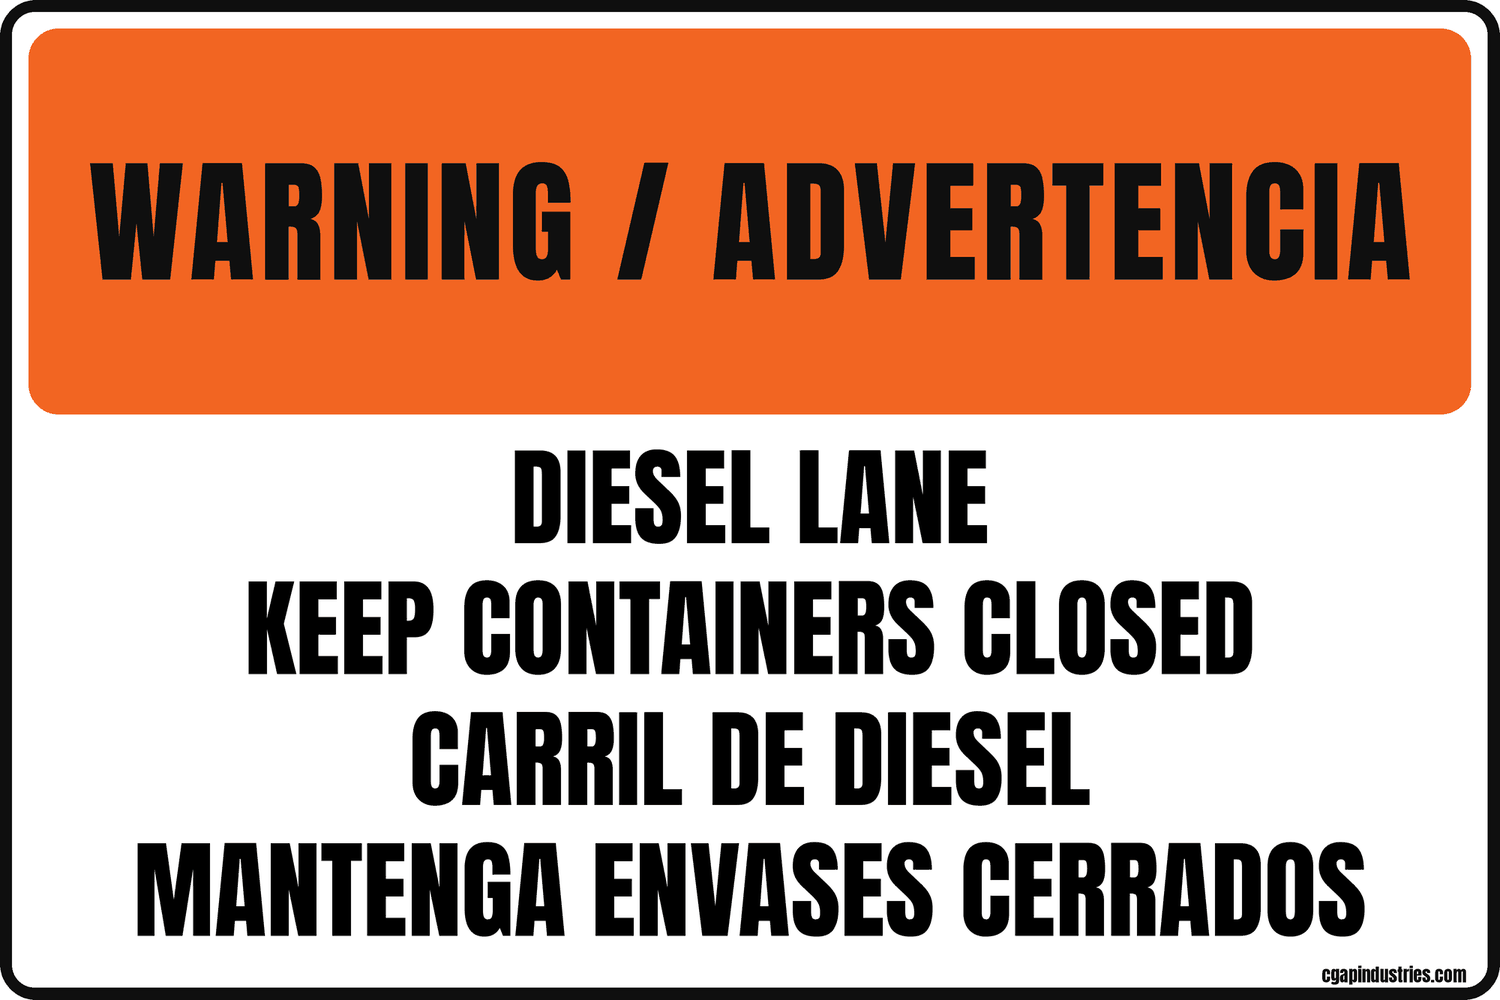 WARNING / ADVERTENCIA
DIESEL LANE
KEEP CONTAINERS CLOSED
CARRIL DE DIESEL
MANTENGA ENVASES CERRADOS
cgapindustries.com